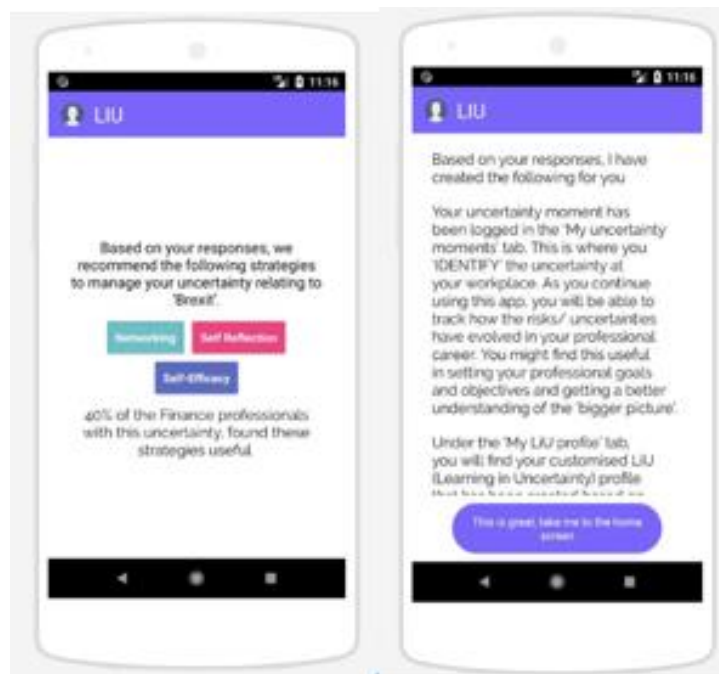 11:16
LIU
Based on your responses, we
recommend the following strategies
to manage your uncertainty relating to
'Brexit'.
Networking Self Reflection
Self-Efficacy
40% of the Finance professionals
with this uncertainty, found these
strategies useful
11:16
LIU
Based on your responses, I have
created the following for you
Your uncertainty moment has
been logged in the 'My uncertainty
moments' tab. This is where you
'IDENTIFY' the uncertainty at
your workplace. As you continue
using this app, you will be able to
track how the risks/ uncertainties
have evolved in your professional
career. You might find this useful
in setting your professional goals
and objectives and getting a better
understanding of the 'bigger picture'.
Under the 'My LiU profile' tab,
you will find your customised LiU
(Learning in Uncertainty) profile
that has been created based on
This is great, take me to the home
screen